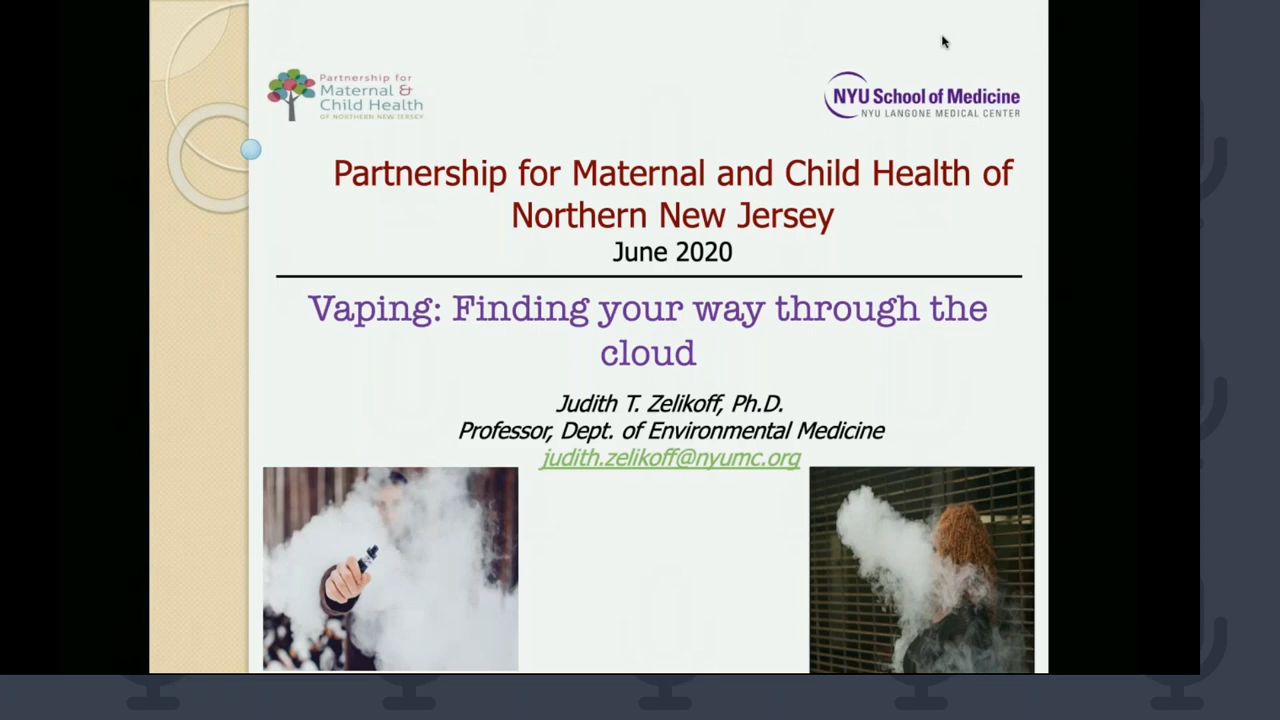 Partnership for
Maternal &
Child Health
OF NORTHERN NEW JERSEY
NYU School of Medicine
NYU LANGONE MEDICAL CENTER
Partnership for Maternal and Child Health of
Northern New Jersey
June 2020
Vaping: Finding your way through the
cloud
Judith T. Zelikoff, Ph.D.
Professor, Dept. of Environmental Medicine
judith.zelikoff@nyumc.org